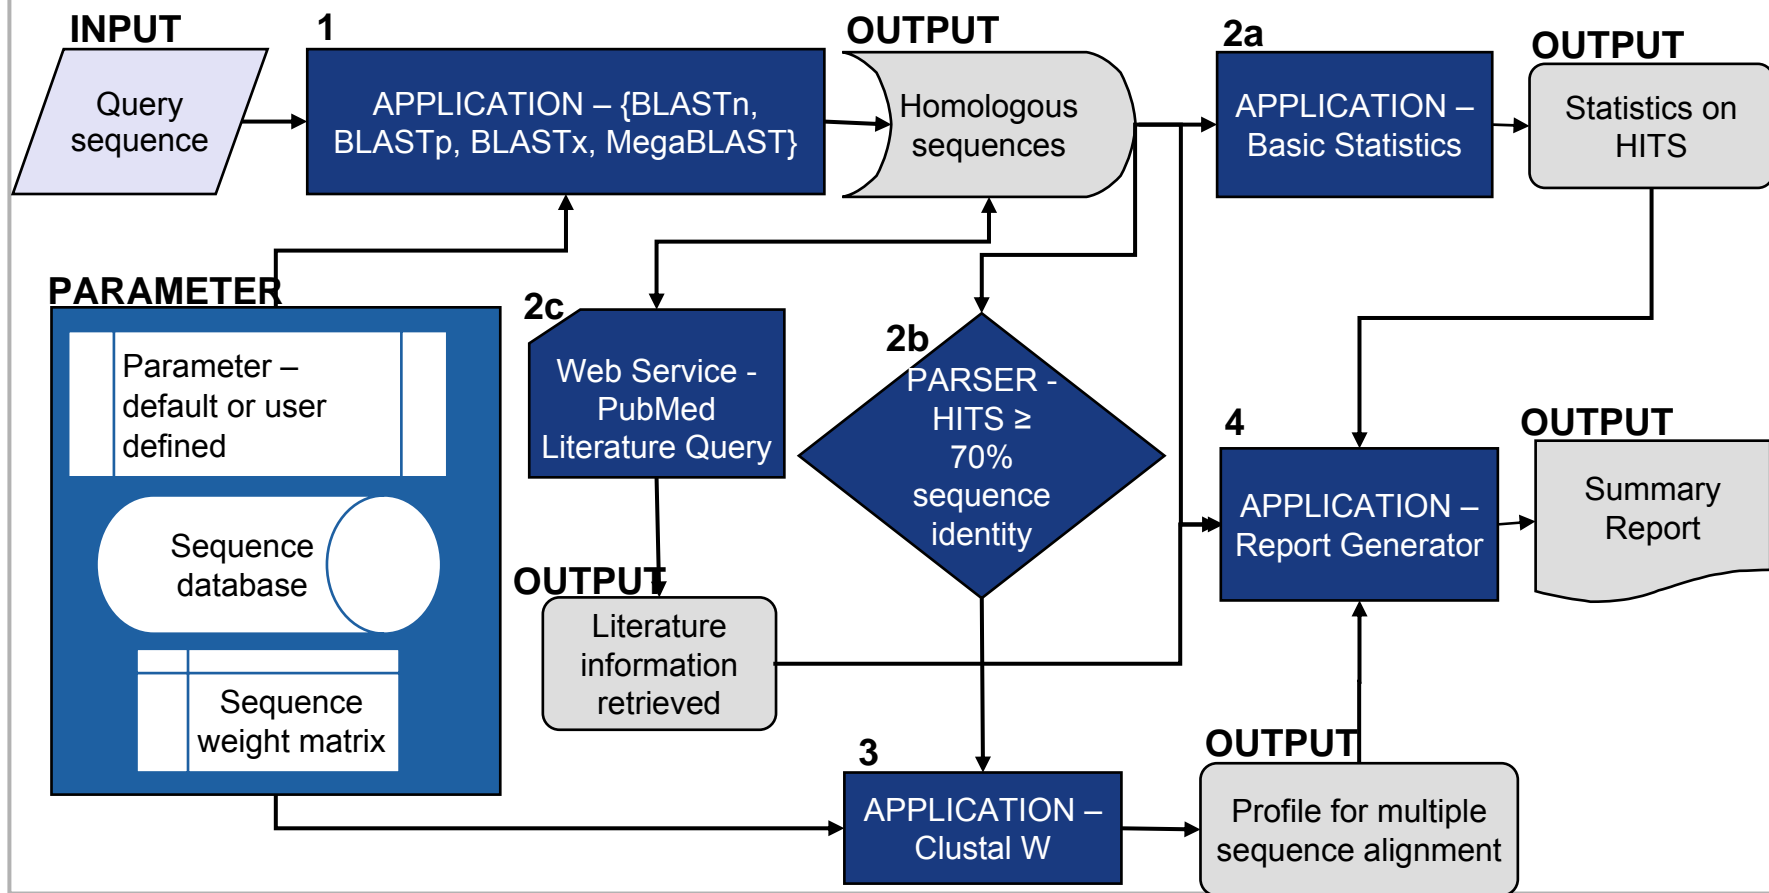 INPUT
Query
sequence
1
APPLICATION – {BLASTn,
BLASTp, BLASTx, MegaBLAST}
OUTPUT
Homologous
sequences
2a
APPLICATION –
Basic Statistics
OUTPUT
Statistics on
HITS
PARAMETER
Parameter –
default or user
defined
Sequence
database
Sequence
weight matrix
2c
Web Service -
PubMed
Literature Query
OUTPUT
Literature
information
retrieved
2b
PARSER -
HITS ≥
70%
sequence
identity
3
APPLICATION –
Clustal W
OUTPUT
Profile for multiple
sequence alignment
4
APPLICATION –
Report Generator
OUTPUT
Summary
Report